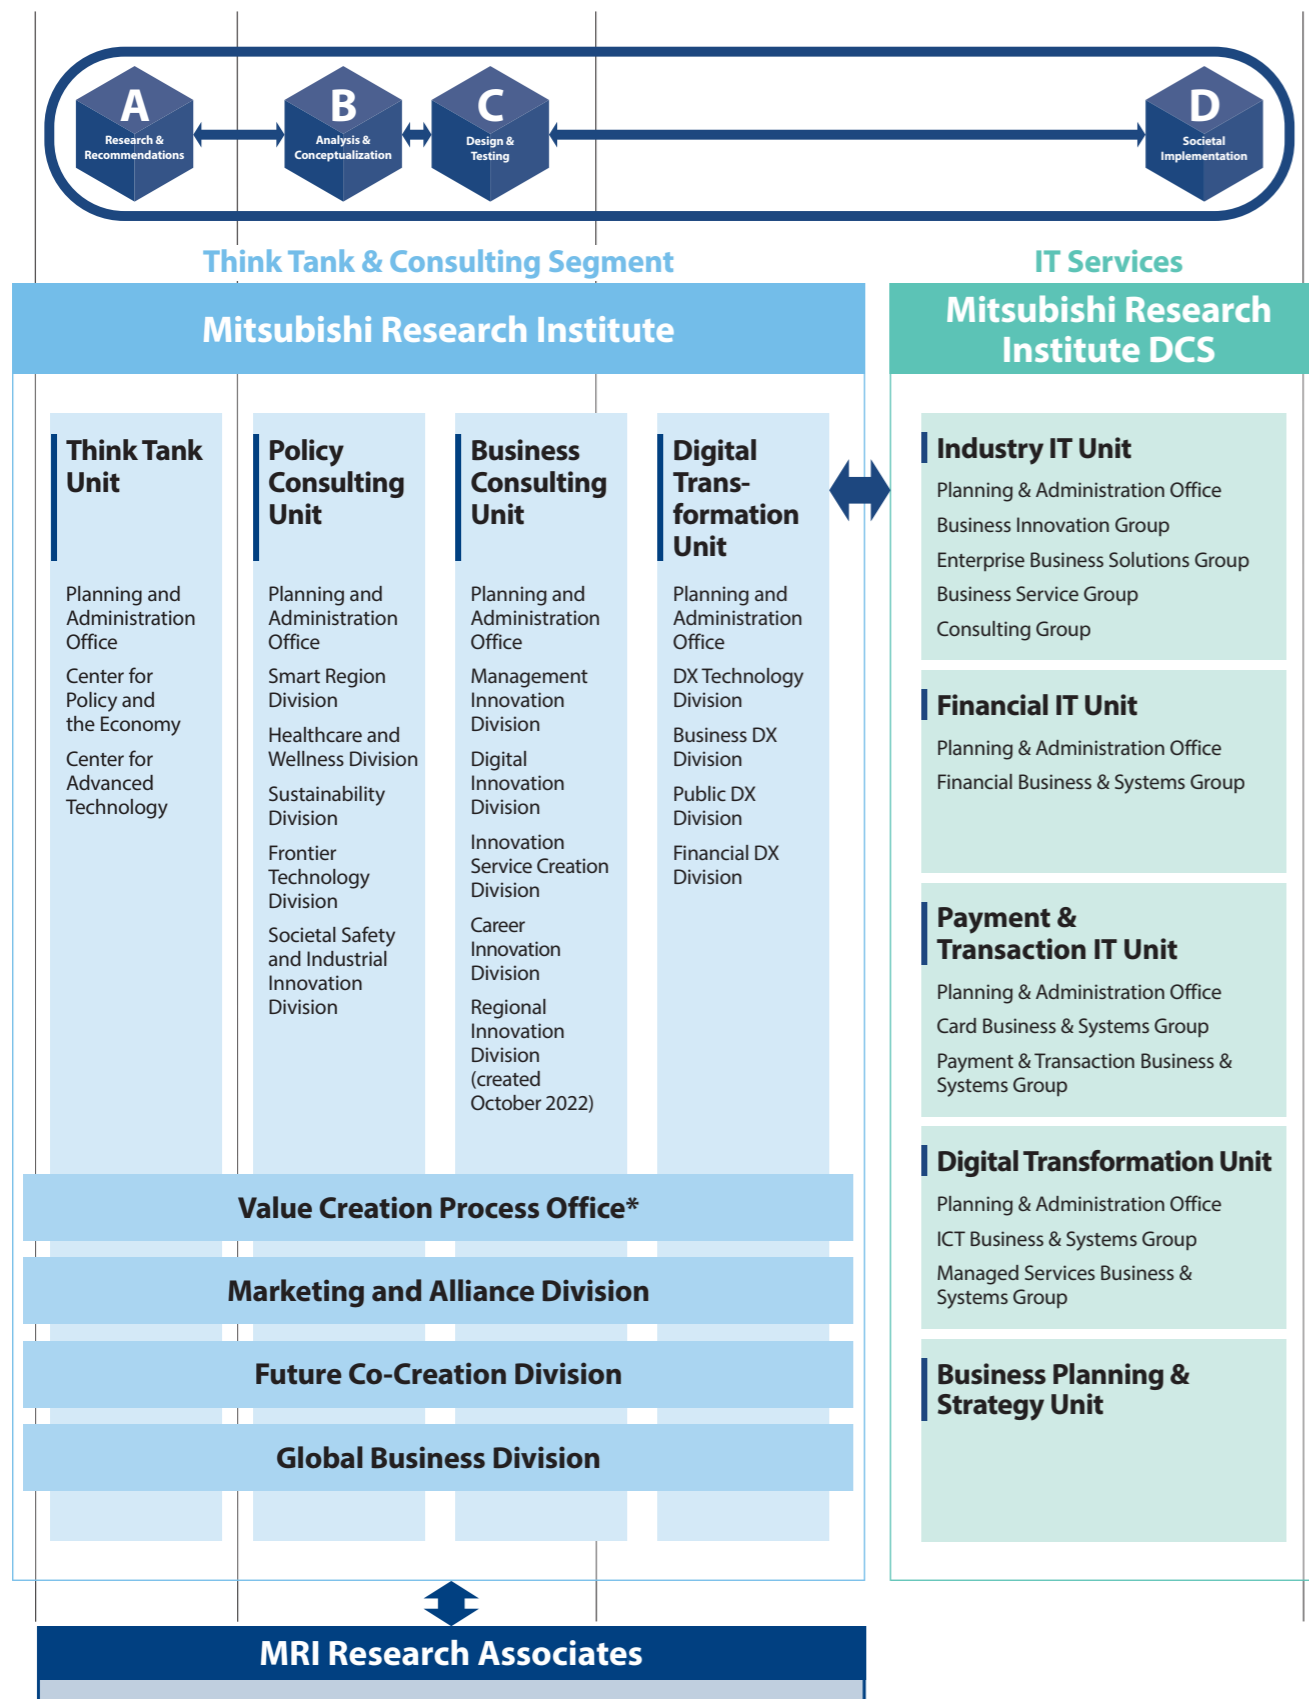 A
Research &
Recommendations
B
Analysis &
Conceptualization
C
Design &
Testing
D
Societal
Implementation
Think Tank & Consulting Segment
Mitsubishi Research Institute
Think Tank
Unit
Planning and
Administration
Office
Center for
Policy and
the Economy
Center for
Advanced
Technology
Policy
Consulting
Unit
Planning and
Administration
Office
Smart Region
Division
Healthcare and
Wellness Division
Sustainability
Division
Frontier
Technology
Division
Societal Safety
and Industrial
Innovation
Division
Business
Consulting
Unit
Planning and
Administration
Office
Management
Innovation
Division
Digital
Innovation
Division
Innovation
Service Creation
Division
Career
Innovation
Division
Regional
Innovation
Division
(created
October 2022)
Digital
Trans-
formation
Unit
Planning and
Administration
Office
DX Technology
Division
Business DX
Division
Public DX
Division
Financial DX
Division
Value Creation Process Office*
Marketing and Alliance Division
Future Co-Creation Division
Global Business Division
MRI Research Associates
IT Services
Mitsubishi Research
Institute DCS
Industry IT Unit
Planning & Administration Office
Business Innovation Group
Enterprise Business Solutions Group
Business Service Group
Consulting Group
Financial IT Unit
Planning & Administration Office
Financial Business & Systems Group
Payment &
Transaction IT Unit
Planning & Administration Office
Card Business & Systems Group
Payment & Transaction Business &
Systems Group
Digital Transformation Unit
Planning & Administration Office
ICT Business & Systems Group
Managed Services Business &
Systems Group
Business Planning &
Strategy Unit